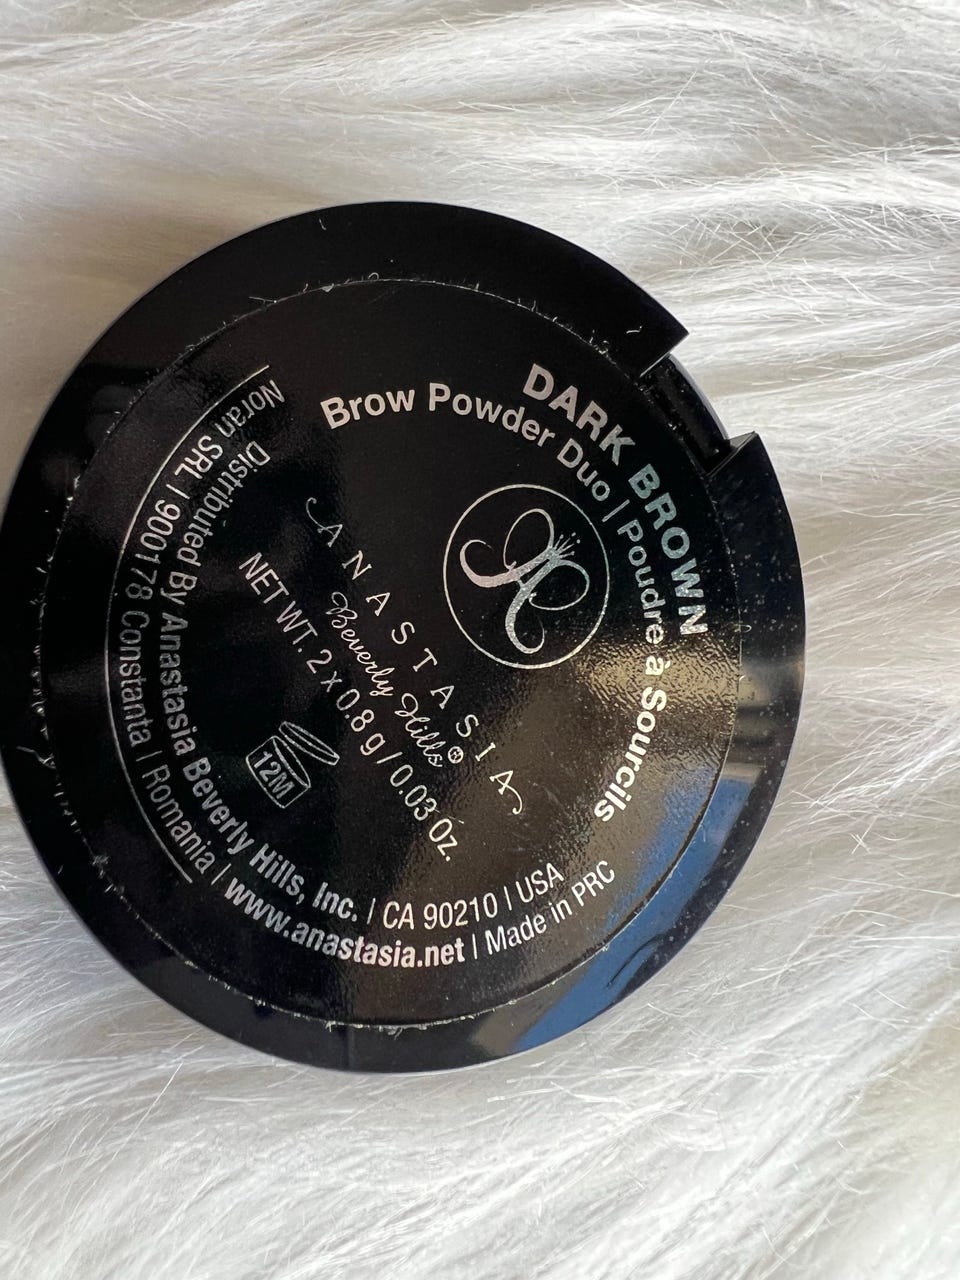 DARK BROWN
Brow Powder Duo | Poudre à Sourcils
A
ANASTASIA
Beverly Hills®
NET WT. 2 x 0.8 g / 0.03 Oz.
12M
Distributed By Anastasia Beverly Hills, Inc. | CA 90210 | USA
Noran SRL | 900178 Constanta | Romania | www.anastasia.net | Made in PRC